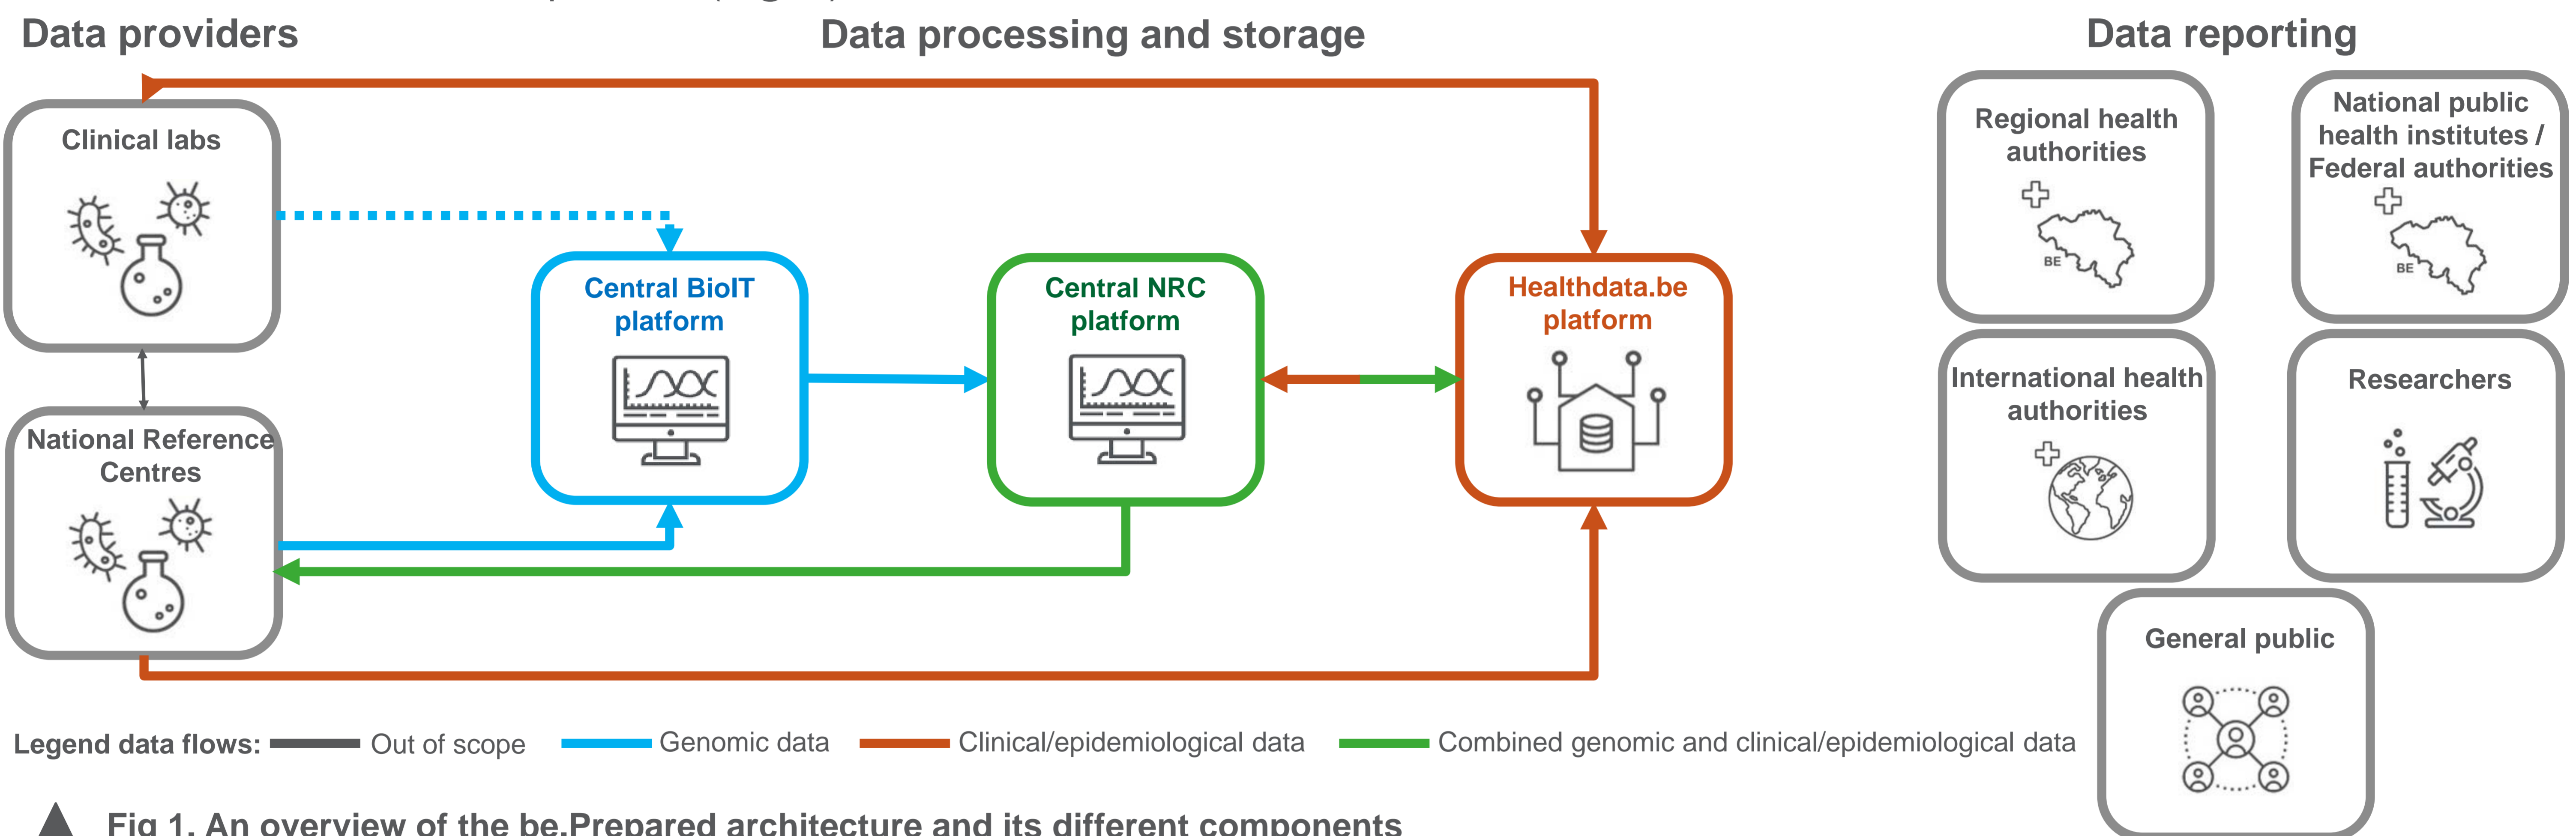 Data providers
Data processing and storage
Data reporting
Clinical labs
National Reference
Centres
Central BioIT
platform
Central NRC
platform
Healthdata.be
platform
Regional health
authorities
BE
National public
health institutes /
Federal authorities
BE
International health
authorities
Researchers
General public
Legend data flows: Out of scope Genomic data Clinical/epidemiological data Combined genomic and clinical/epidemiological data
Fig 1. An overview of the be.Prepared architecture and its different components